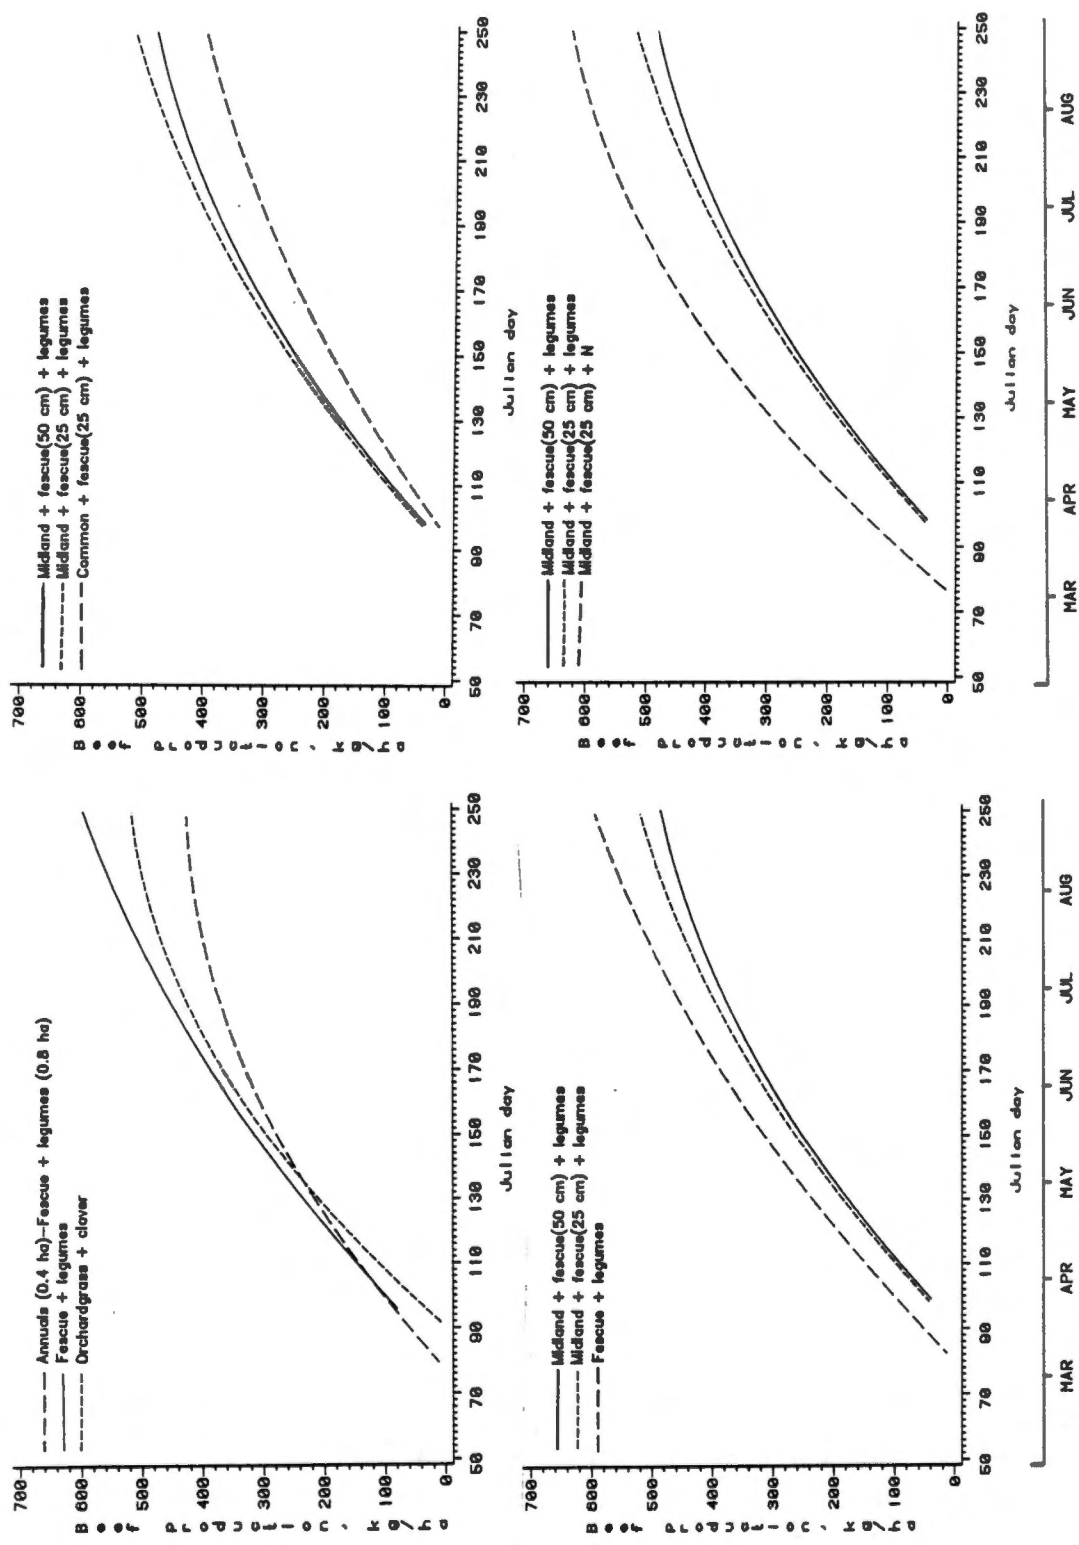 Annuals (0.4 ha)—Fescue + legumes (0.8 ha)
Fescue + legumes
Orchardgrass + clover
Beef Production, kg/ha
700
600
500
400
300
200
100
0
50 70 90 110 130 150 170 190 210 230 250
Julian day
Midland + fescue(50 cm) + legumes
Midland + fescue(25 cm) + legumes
Common + fescue(25 cm) + legumes
Beef Production, kg/ha
700
600
500
400
300
200
100
0
50 70 90 110 130 150 170 190 210 230 250
Julian day
Midland + fescue(50 cm) + legumes
Midland + fescue(25 cm) + legumes
Fescue + legumes
Beef Production, kg/ha
700
600
500
400
300
200
100
0
50 70 90 110 130 150 170 190 210 230 250
Julian day
MAR APR MAY JUN JUL AUG
Midland + fescue(50 cm) + legumes
Midland + fescue(25 cm) + legumes
Midland + fescue(25 cm) + N
Beef Production, kg/ha
700
600
500
400
300
200
100
0
50 70 90 110 130 150 170 190 210 230 250
Julian day
MAR APR MAY JUN JUL AUG